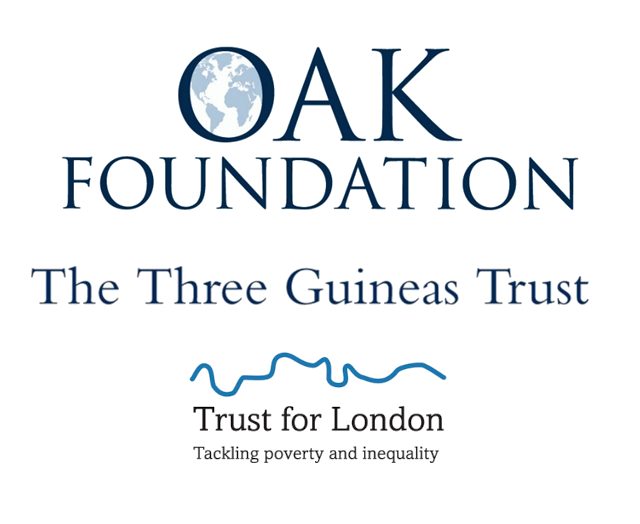 OAK
FOUNDATION
The Three Guineas Trust
Trust for London
Tackling poverty and inequality